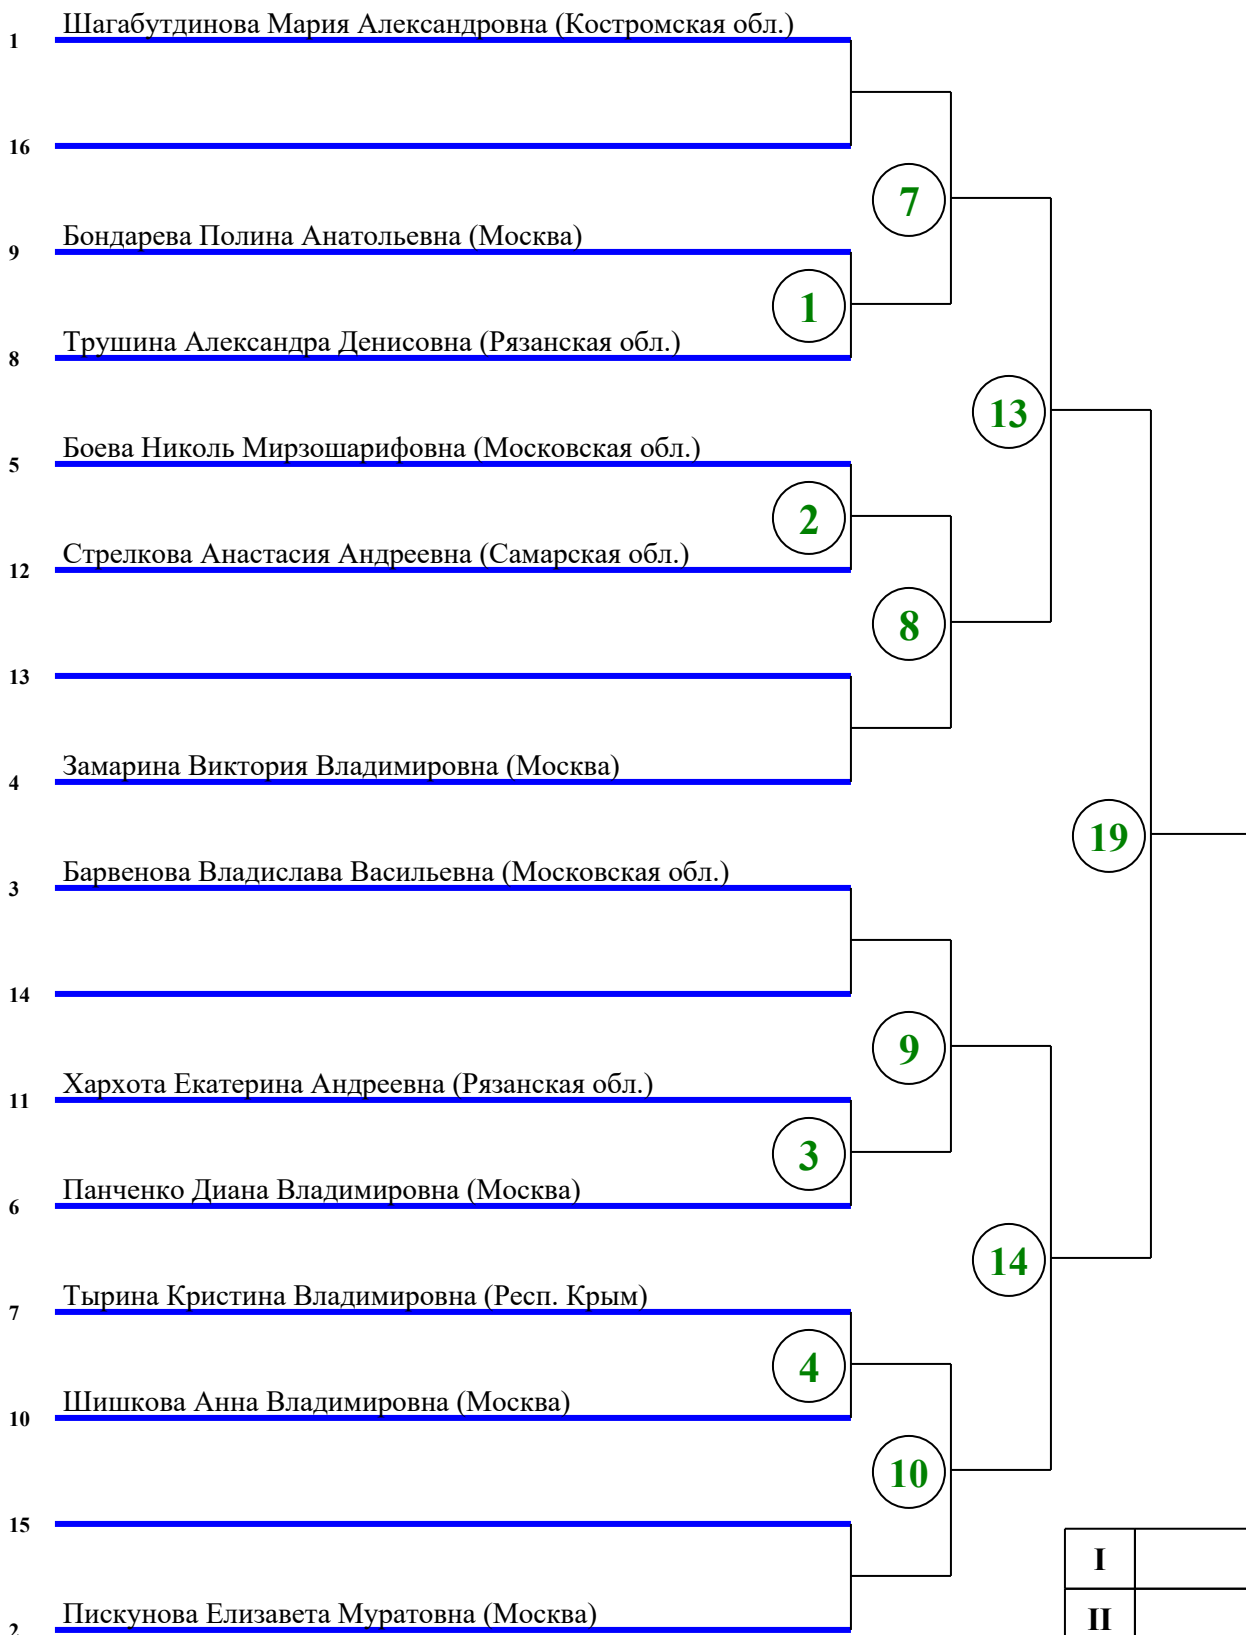 1 Шагабутдинова Мария Александровна (Костромская обл.)
16
7
9 Бондарева Полина Анатольевна (Москва)
1
8 Трушина Александра Денисовна (Рязанская обл.)
13
5 Боева Николь Мирзошарифовна (Московская обл.)
2
12 Стрелкова Анастасия Андреевна (Самарская обл.)
8
13
4 Замарина Виктория Владимировна (Москва)
19
3 Барвенова Владислава Васильевна (Московская обл.)
14
9
11 Хархота Екатерина Андреевна (Рязанская обл.)
3
6 Панченко Диана Владимировна (Москва)
14
7 Тырина Кристина Владимировна (Респ. Крым)
4
10 Шишкова Анна Владимировна (Москва)
10
15
I
2 Пискунова Елизавета Муратовна (Москва)
II